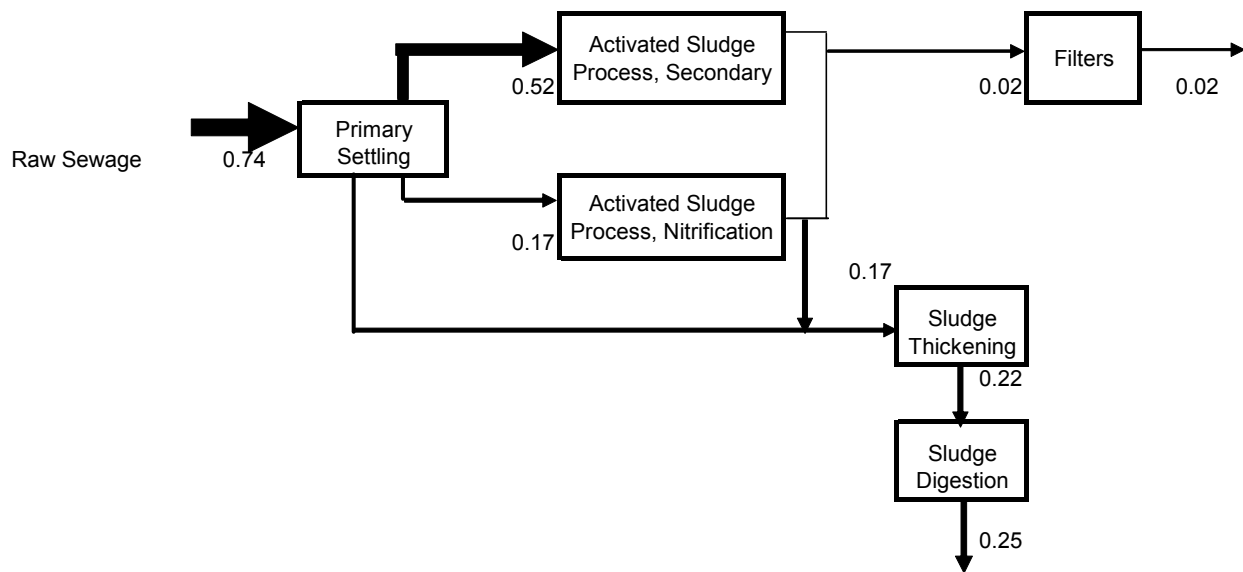 Activated Sludge
Process, Secondary
0.52
Filters
0.02
0.02
Primary
Settling
Raw Sewage
0.74
Activated Sludge
Process, Nitrification
0.17
0.17
Sludge
Thickening
0.22
Sludge
Digestion
0.25